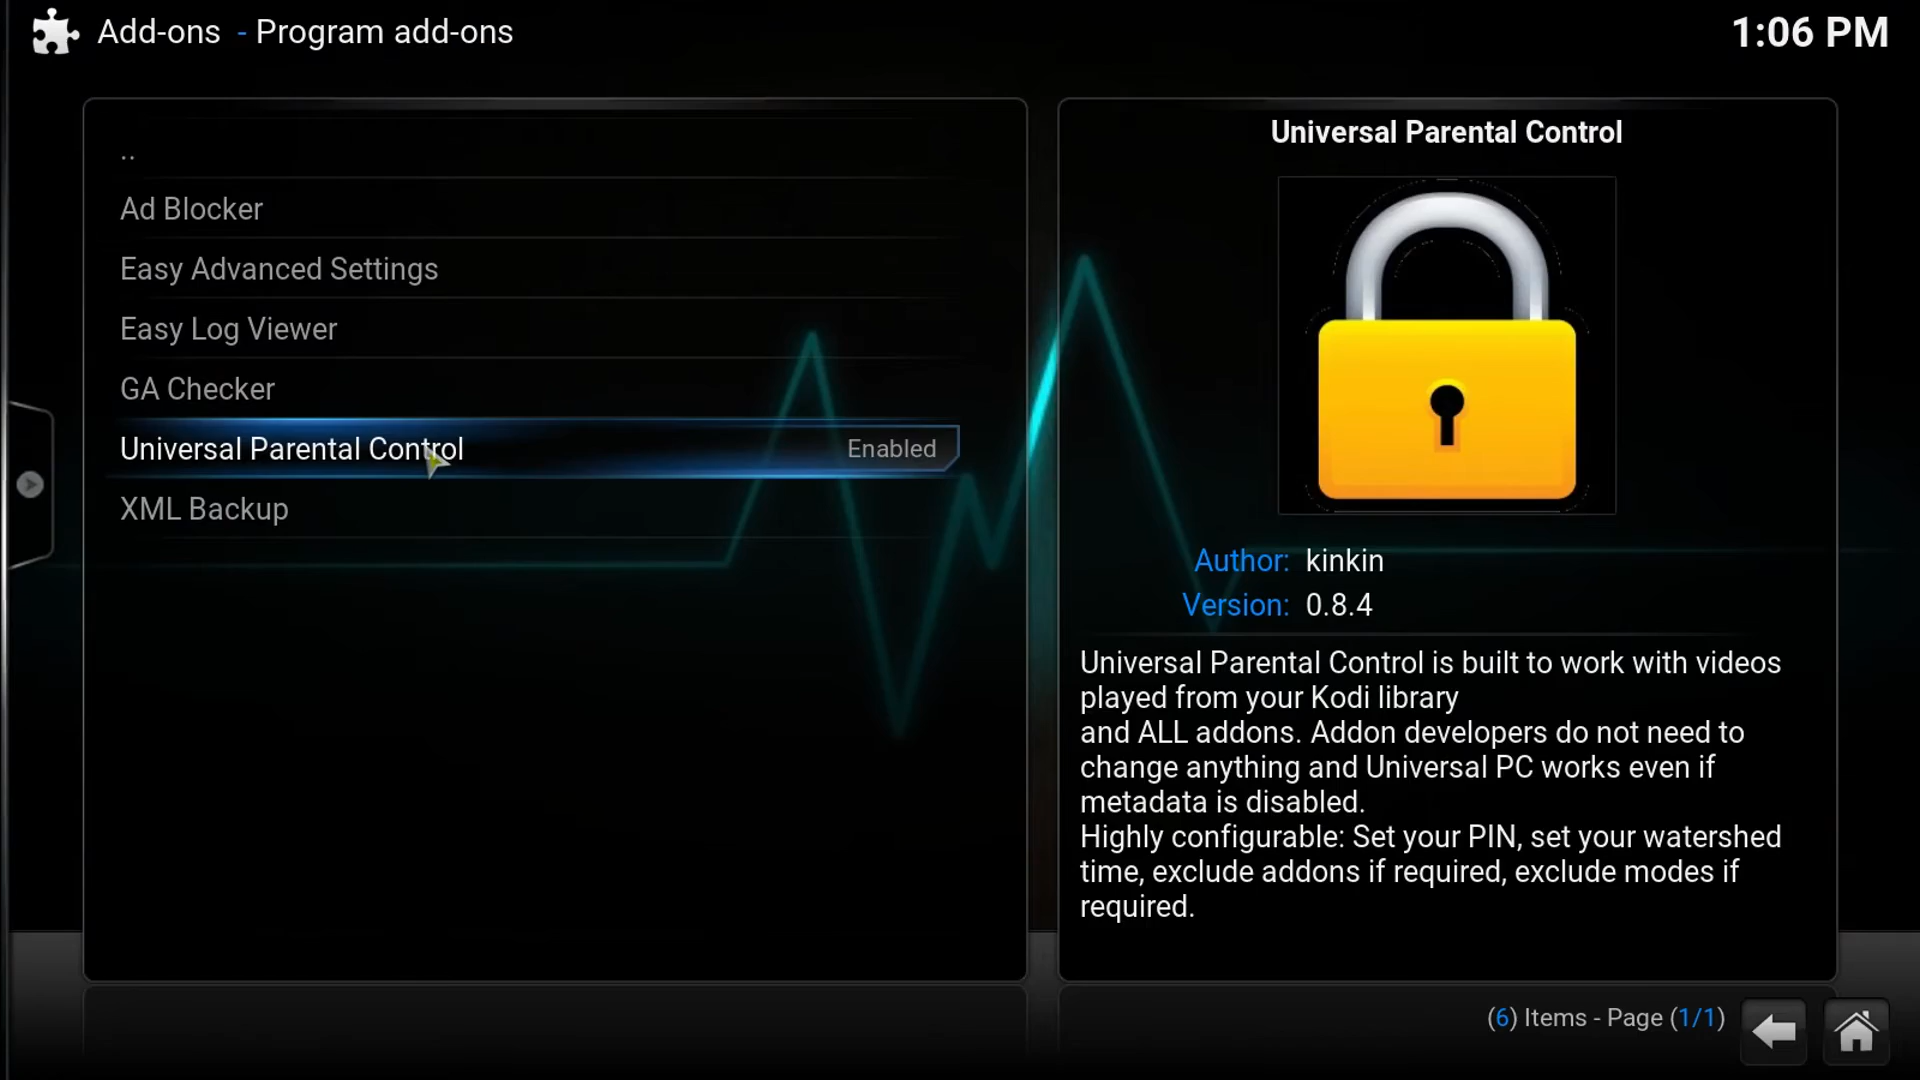 Add-ons - Program add-ons
1:06 PM
..
Ad Blocker
Easy Advanced Settings
Easy Log Viewer
GA Checker
Universal Parental Control
Enabled
XML Backup
Universal Parental Control
Author: kinkin
Version: 0.8.4
Universal Parental Control is built to work with videos
played from your Kodi library
and ALL addons. Addon developers do not need to
change anything and Universal PC works even if
metadata is disabled.
Highly configurable: Set your PIN, set your watershed
time, exclude addons if required, exclude modes if
required.
(6) Items - Page (1/1)